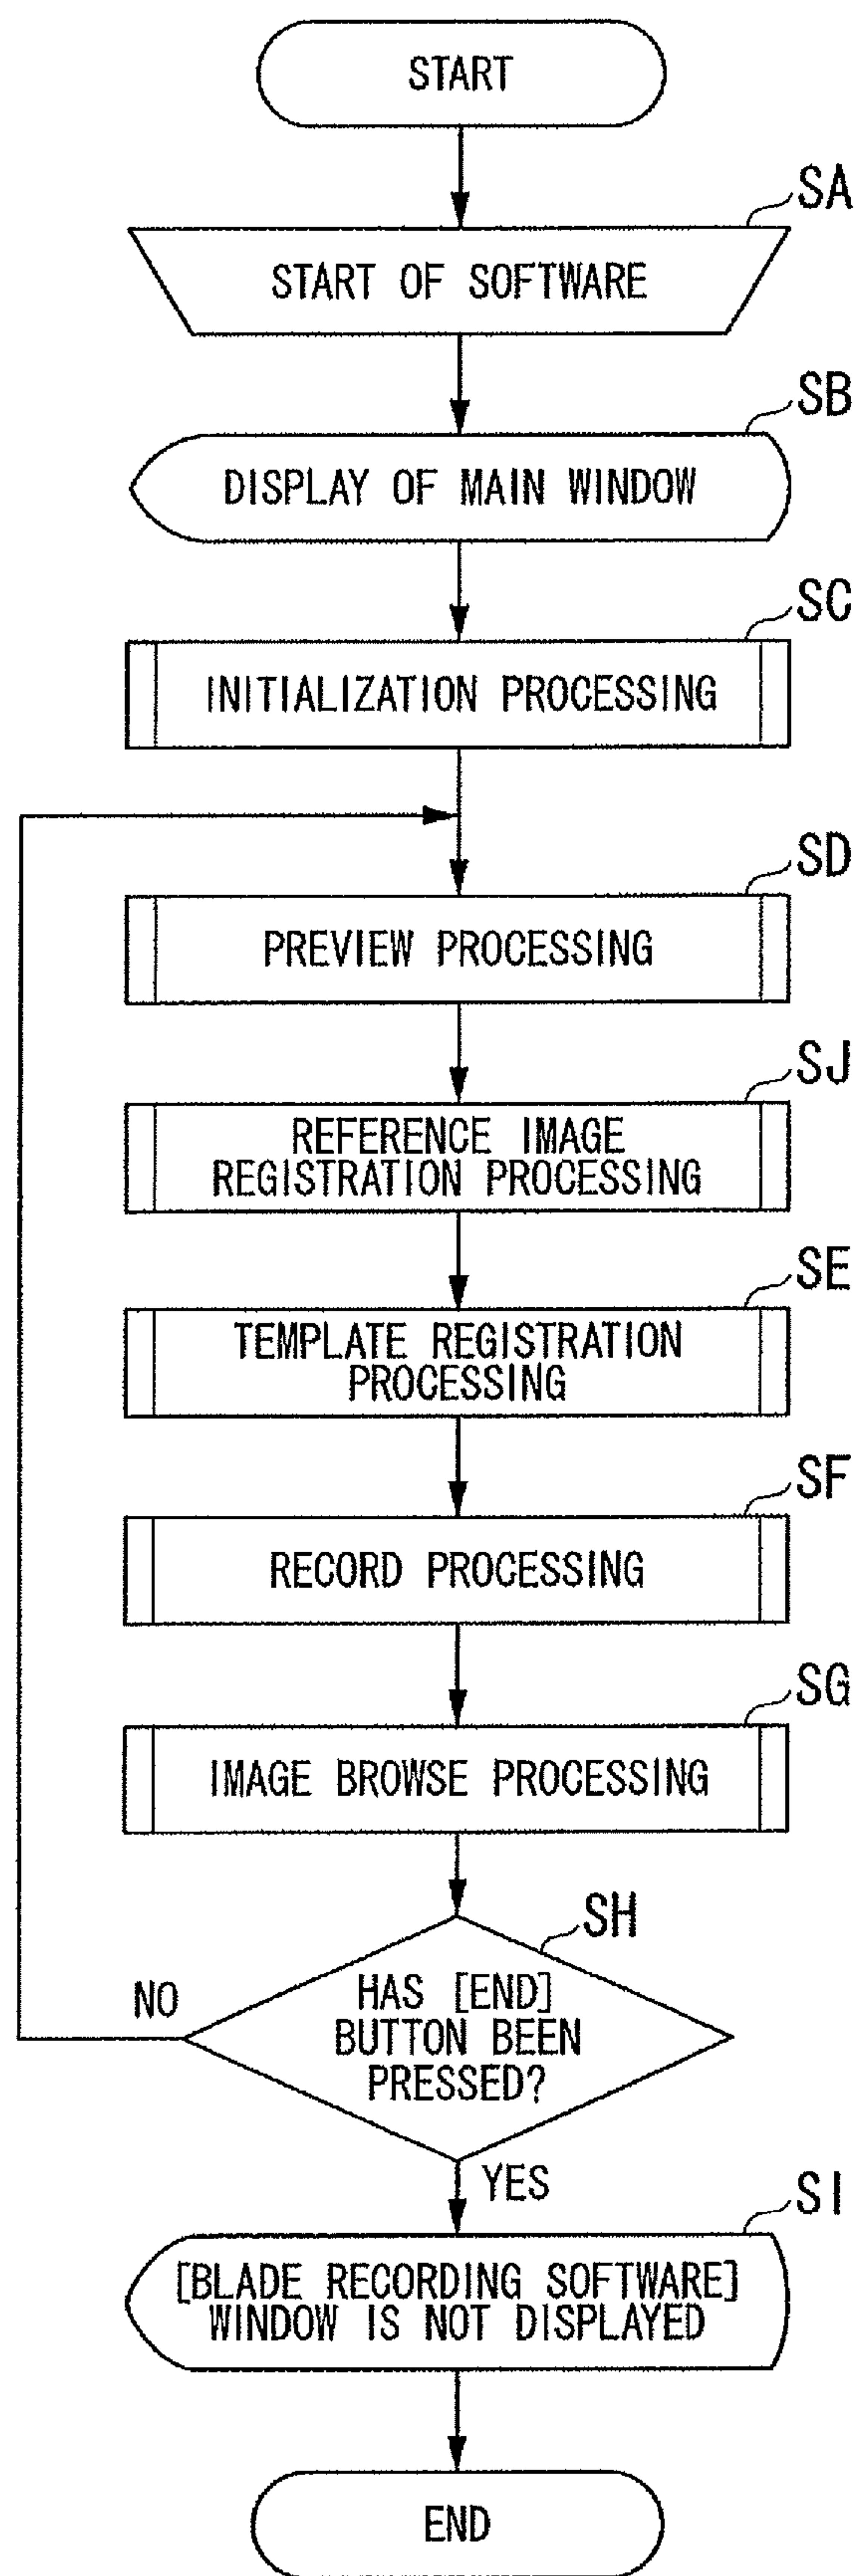 START
SA
START OF SOFTWARE
SB
DISPLAY OF MAIN WINDOW
SC
INITIALIZATION PROCESSING
SD
PREVIEW PROCESSING
SJ
REFERENCE IMAGE
REGISTRATION PROCESSING
SE
TEMPLATE REGISTRATION
PROCESSING
SF
RECORD PROCESSING
SG
IMAGE BROWSE PROCESSING
SH
HAS [END]
BUTTON BEEN
PRESSED?
NO
YES
SI
[BLADE RECORDING SOFTWARE]
WINDOW IS NOT DISPLAYED
END